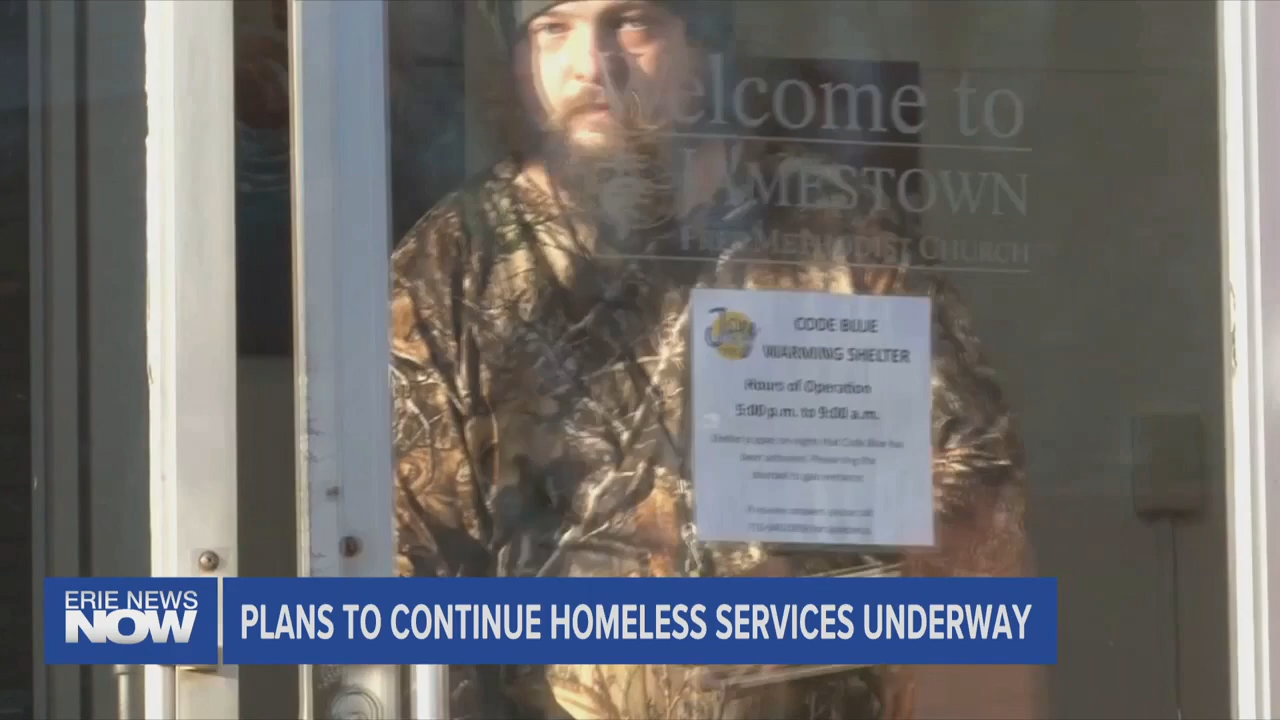 Welcome to
JAMESTOWN
FREE METHODIST CHURCH
CODE BLUE
WARMING SHELTER
Hours of Operation
5:00 p.m. to 9:00 a.m.
ERIE NEWS
NOW
PLANS TO CONTINUE HOMELESS SERVICES UNDERWAY